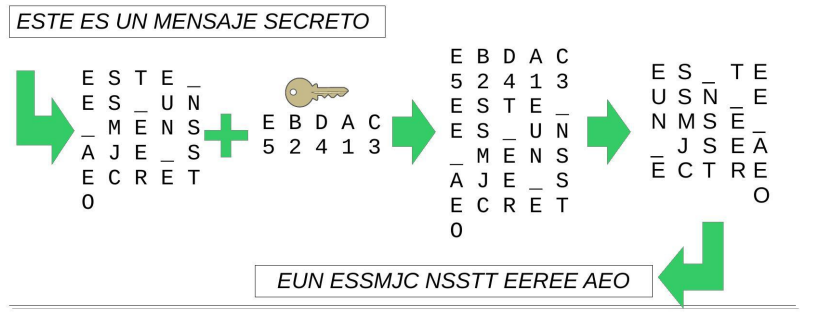 ESTE ES UN MENSAJE SECRETO
E S T E _
E S _ U N
_ M E N S
A J E _ S
E C R E T
O
E B D A C
5 2 4 1 3
E B D A C
5 2 4 1 3
E S T E _
E S _ U N
_ M E N S
A J E _ S
E C R E T
O
E S _ T E
U S N _ E
N M S E _
_ J S E A
E C T R E
O
EUN ESSMJC NSSTT EEREE AEO